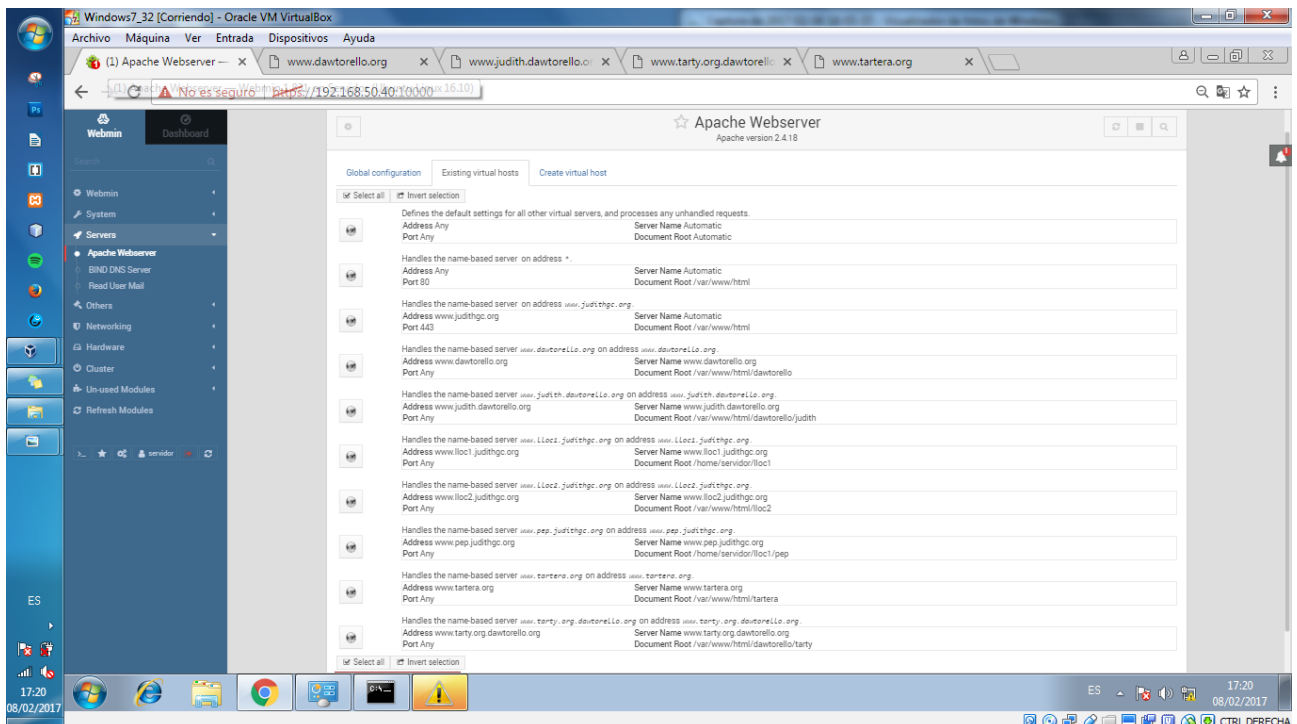 Windows7_32 [Corriendo] - Oracle VM VirtualBox
Archivo Máquina Ver Entrada Dispositivos Ayuda
(1) Apache Webserver —
www.dawtorello.org
www.judith.dawtorello.or
www.tarty.org.dawtorello
www.tartera.org
No es seguro https://192.168.50.40:10000
Webmin
Dashboard
Search
Webmin
System
Servers
Apache Webserver
BIND DNS Server
Read User Mail
Others
Networking
Hardware
Cluster
Un-used Modules
Refresh Modules
servidor
Apache Webserver
Apache version 2.4.18
Global configuration Existing virtual hosts Create virtual host
Select all Invert selection
Defines the default settings for all other virtual servers, and processes any unhandled requests.
Address Any Server Name Automatic
Port Any Document Root Automatic
Handles the name-based server on address *.
Address Any Server Name Automatic
Port 80 Document Root /var/www/html
Handles the name-based server on address www.judithgc.org.
Address www.judithgc.org Server Name Automatic
Port 443 Document Root /var/www/html
Handles the name-based server www.dawtorello.org on address www.dawtorello.org.
Address www.dawtorello.org Server Name www.dawtorello.org
Port Any Document Root /var/www/html/dawtorello
Handles the name-based server www.judith.dawtorello.org on address www.judith.dawtorello.org.
Address www.judith.dawtorello.org Server Name www.judith.dawtorello.org
Port Any Document Root /var/www/html/dawtorello/judith
Handles the name-based server www.lloc1.judithgc.org on address www.lloc1.judithgc.org.
Address www.lloc1.judithgc.org Server Name www.lloc1.judithgc.org
Port Any Document Root /home/servidor/lloc1
Handles the name-based server www.lloc2.judithgc.org on address www.lloc2.judithgc.org.
Address www.lloc2.judithgc.org Server Name www.lloc2.judithgc.org
Port Any Document Root /var/www/html/lloc2
Handles the name-based server www.pep.judithgc.org on address www.pep.judithgc.org.
Address www.pep.judithgc.org Server Name www.pep.judithgc.org
Port Any Document Root /home/servidor/lloc1/pep
Handles the name-based server www.tartera.org on address www.tartera.org.
Address www.tartera.org Server Name www.tartera.org
Port Any Document Root /var/www/html/tartera
Handles the name-based server www.tarty.org.dawtorello.org on address www.tarty.org.dawtorello.org.
Address www.tarty.org.dawtorello.org Server Name www.tarty.org.dawtorello.org
Port Any Document Root /var/www/html/dawtorello/tarty
Select all Invert selection
ES
17:20
08/02/2017
ES
17:20
08/02/2017
CTRL DERECHA